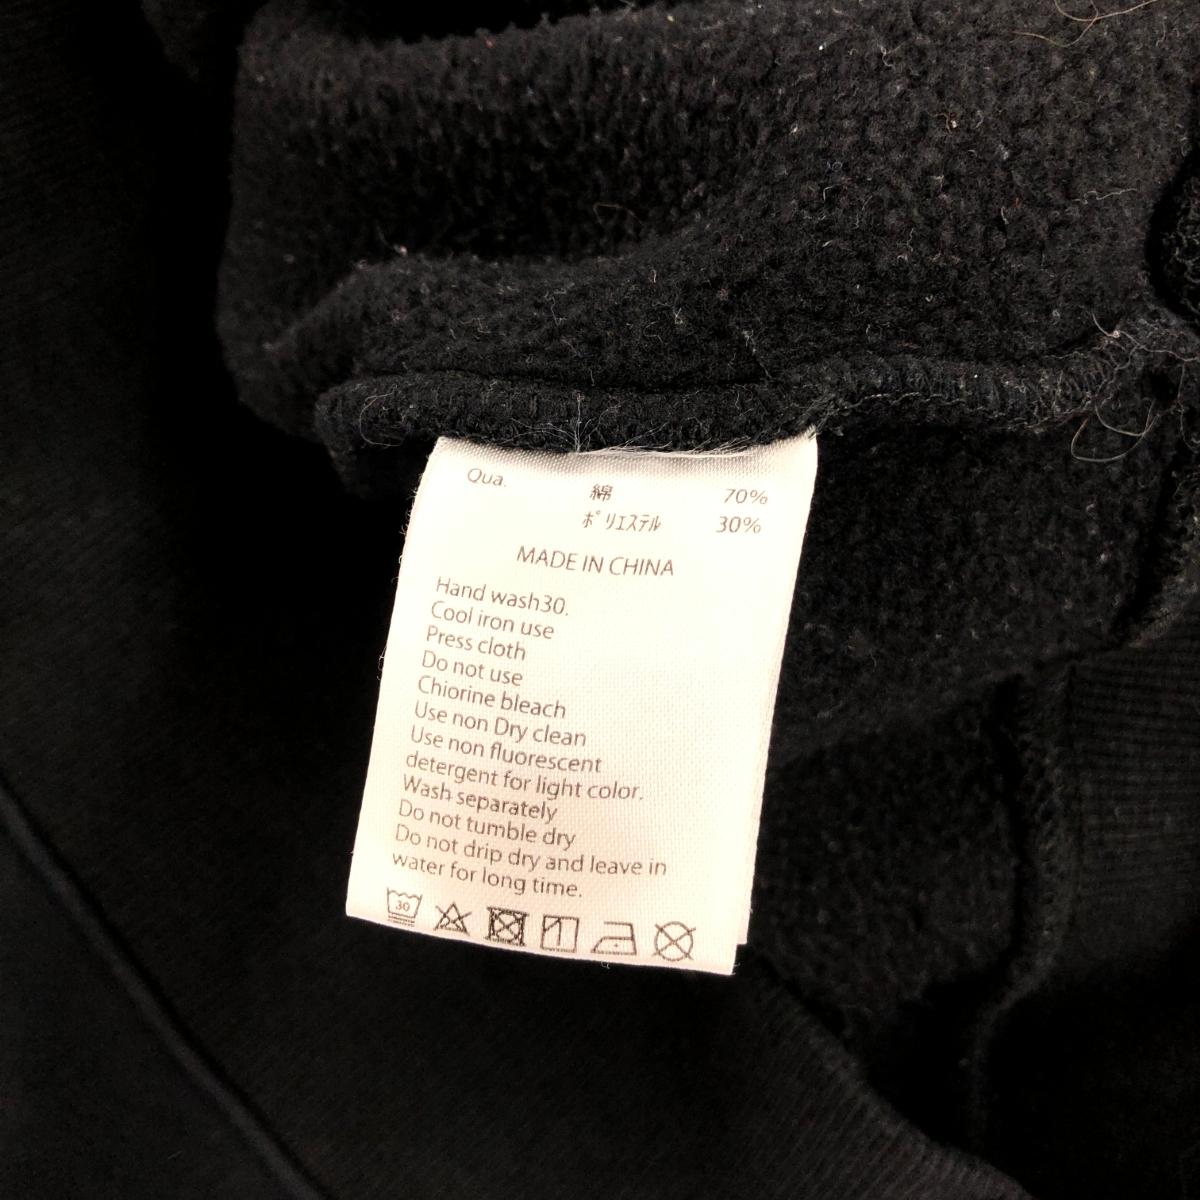 Qua. 綿 70%
ﾎﾟﾘｴｽﾃﾙ 30%
MADE IN CHINA
Hand wash30.
Cool iron use
Press cloth
Do not use
Chiorine bleach
Use non Dry clean
Use non fluorescent
detergent for light color.
Wash separately
Do not tumble dry
Do not drip dry and leave in
water for long time.
30